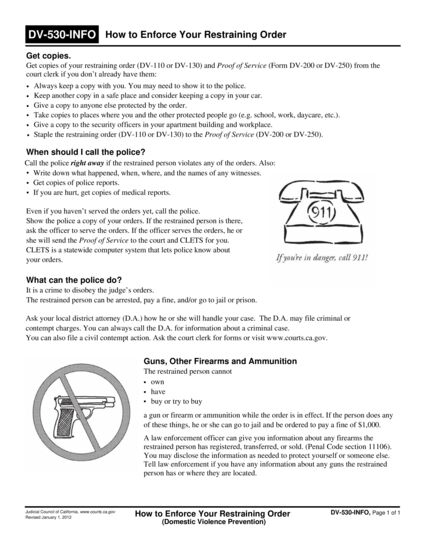 DV-530-INFO How to Enforce Your Restraining Order
Get copies.
Get copies of your restraining order (DV-110 or DV-130) and Proof of Service (Form DV-200 or DV-250) from the
court clerk if you don’t already have them:
• Always keep a copy with you. You may need to show it to the police.
• Keep another copy in a safe place and consider keeping a copy in your car.
• Give a copy to anyone else protected by the order.
• Take copies to places where you and the other protected people go (e.g. school, work, daycare, etc.).
• Give a copy to the security officers in your apartment building and workplace.
• Staple the restraining order (DV-110 or DV-130) to the Proof of Service (DV-200 or DV-250).
When should I call the police?
Call the police right away if the restrained person violates any of the orders. Also:
• Write down what happened, when, where, and the names of any witnesses.
• Get copies of police reports.
• If you are hurt, get copies of medical reports.
Even if you haven’t served the orders yet, call the police.
Show the police a copy of your orders. If the restrained person is there,
ask the officer to serve the orders. If the officer serves the orders, he or
she will send the Proof of Service to the court and CLETS for you.
CLETS is a statewide computer system that lets police know about
your orders.
911
If you're in danger, call 911!
What can the police do?
It is a crime to disobey the judge’s orders.
The restrained person can be arrested, pay a fine, and/or go to jail or prison.
Ask your local district attorney (D.A.) how he or she will handle your case. The D.A. may file criminal or
contempt charges. You can always call the D.A. for information about a criminal case.
You can also file a civil contempt action. Ask the court clerk for forms or visit www.courts.ca.gov.
Guns, Other Firearms and Ammunition
The restrained person cannot
• own
• have
• buy or try to buy
a gun or firearm or ammunition while the order is in effect. If the person does any
of these things, he or she can go to jail and be ordered to pay a fine of $1,000.
A law enforcement officer can give you information about any firearms the
restrained person has registered, transferred, or sold. (Penal Code section 11106).
You may disclose the information as needed to protect yourself or someone else.
Tell law enforcement if you have any information about any guns the restrained
person has or where they are located.
Judicial Council of California, www.courts.ca.gov
Revised January 1, 2012
How to Enforce Your Restraining Order
(Domestic Violence Prevention)
DV-530-INFO, Page 1 of 1